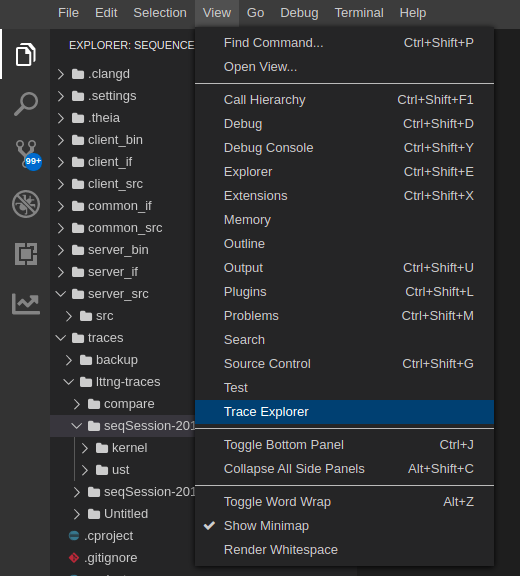 File Edit Selection View Go Debug Terminal Help
EXPLORER: SEQUENCE
.clangd
.settings
.theia
client_bin
client_if
client_src
common_if
common_src
server_bin
server_if
server_src
src
traces
backup
lttng-traces
compare
seqSession-201
kernel
ust
seqSession-201
Untitled
.cproject
.gitignore
99+
Find Command... Ctrl+Shift+P
Open View...
Call Hierarchy Ctrl+Shift+F1
Debug Ctrl+Shift+D
Debug Console Ctrl+Shift+Y
Explorer Ctrl+Shift+E
Extensions Ctrl+Shift+X
Memory
Outline
Output Ctrl+Shift+U
Plugins Ctrl+Shift+L
Problems Ctrl+Shift+M
Search
Source Control Ctrl+Shift+G
Test
Trace Explorer
Toggle Bottom Panel Ctrl+J
Collapse All Side Panels Alt+Shift+C
Toggle Word Wrap Alt+Z
Show Minimap
Render Whitespace